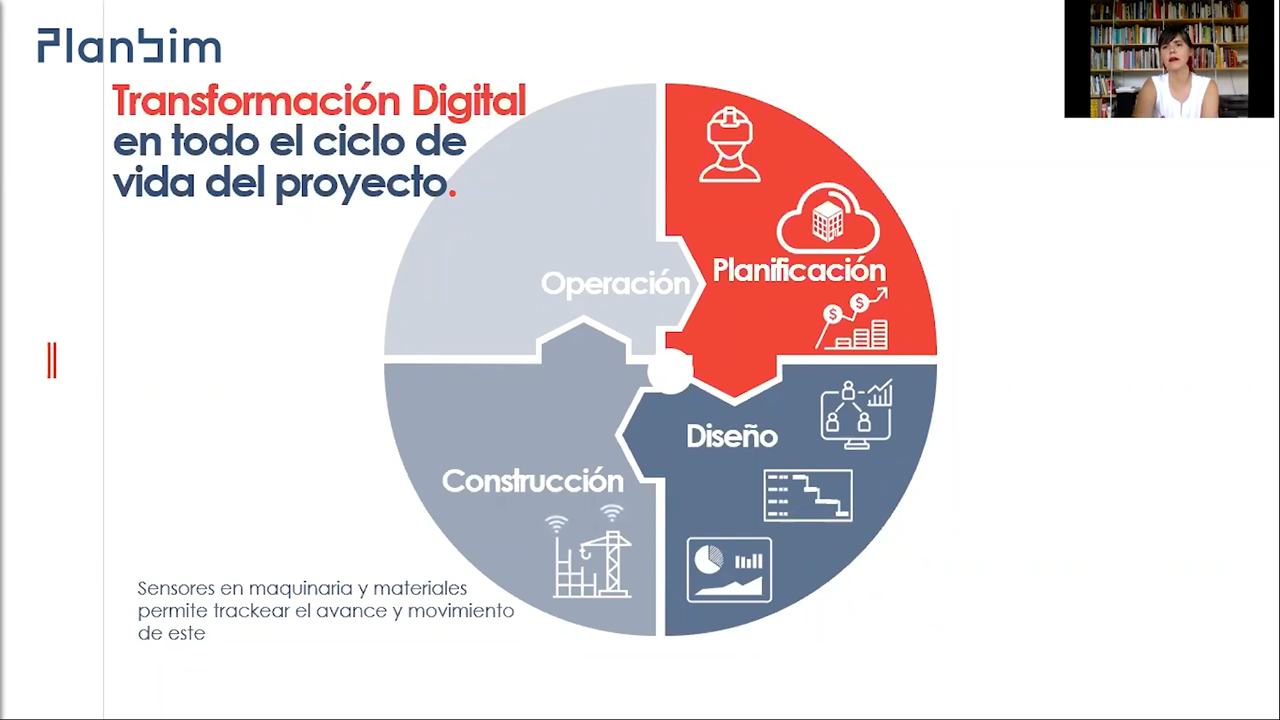 PlanBim
Transformación Digital
en todo el ciclo de
vida del proyecto.
Operación
Planificación
$
$
Diseño
Construcción
Sensores en maquinaria y materiales
permite trackear el avance y movimiento
de este